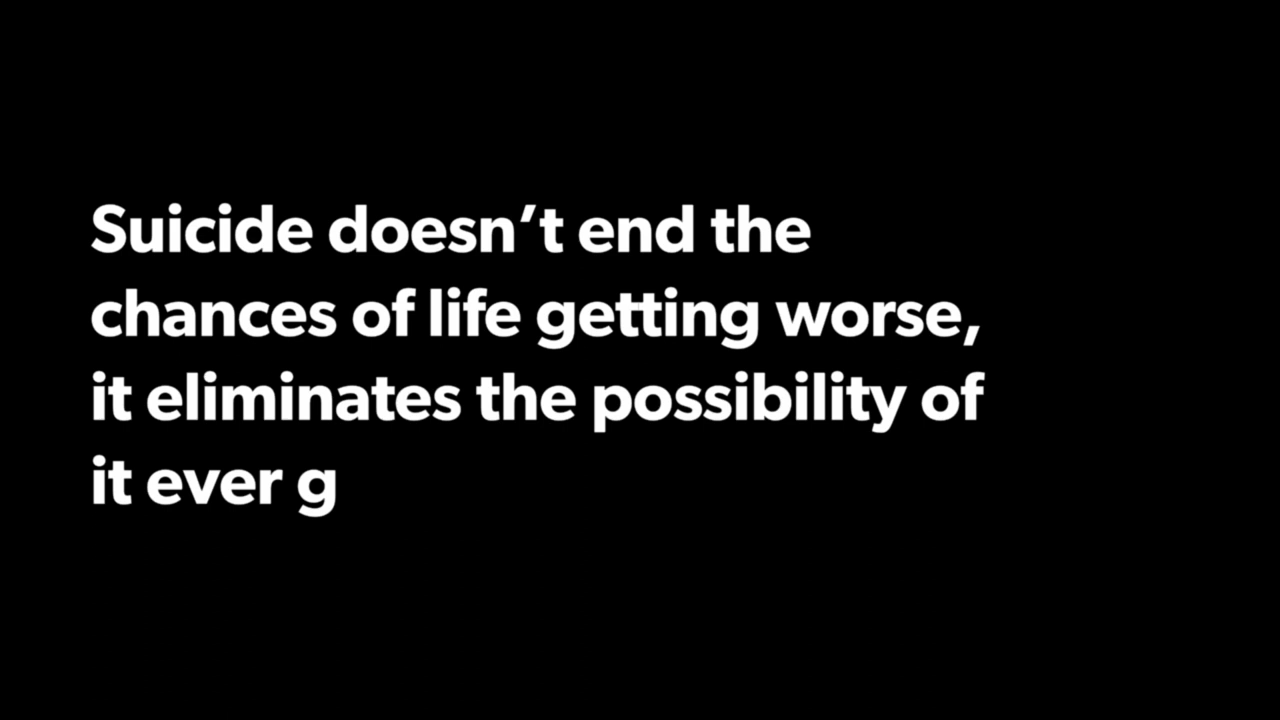 Suicide doesn’t end the
chances of life getting worse,
it eliminates the possibility of
it ever g